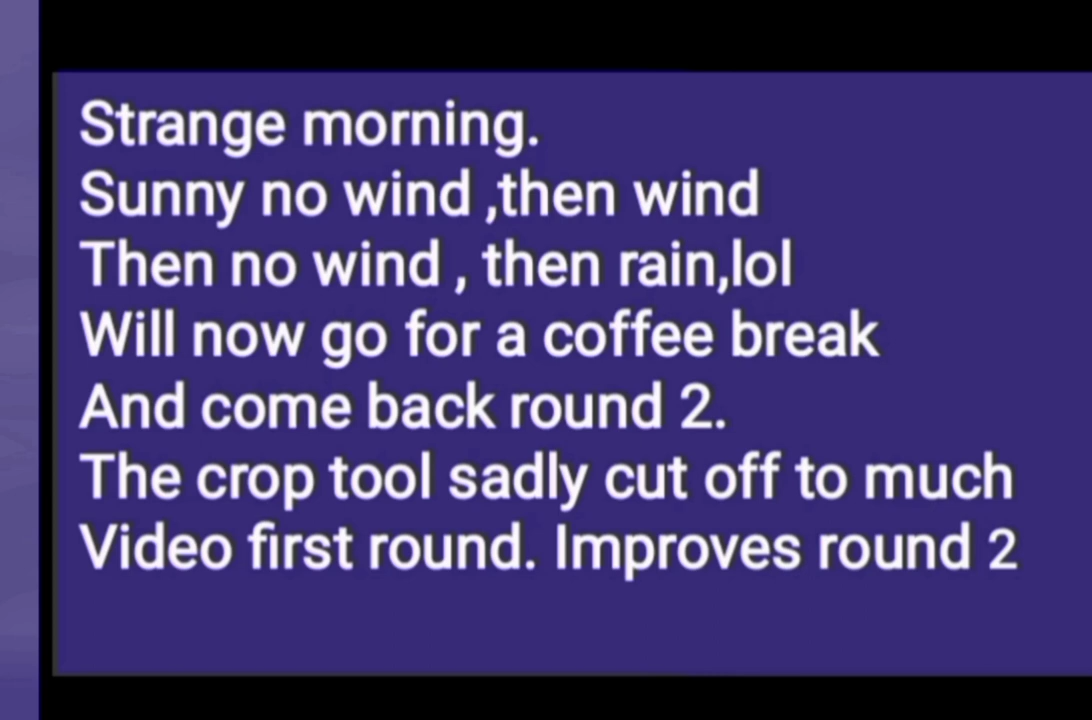 Strange morning.
Sunny no wind ,then wind
Then no wind , then rain,lol
Will now go for a coffee break
And come back round 2.
The crop tool sadly cut off to much
Video first round. Improves round 2